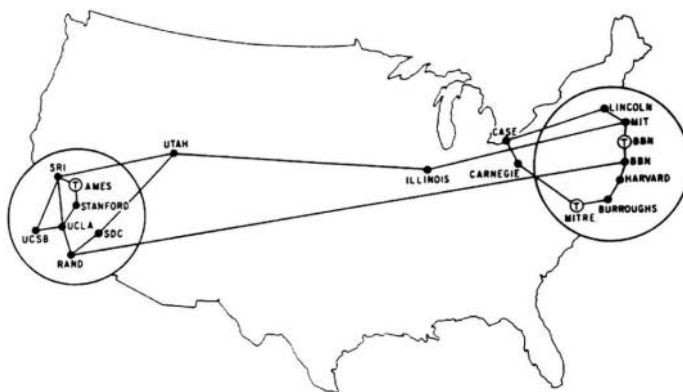 LINCOLN
MIT
CASE
T BBN
UTAH
BBN
SRI
CARNEGIE
ILLINOIS
T AMES
HARVARD
STANFORD
T
BURROUGHS
MITRE
UCLA
SDC
UCSB
RAND